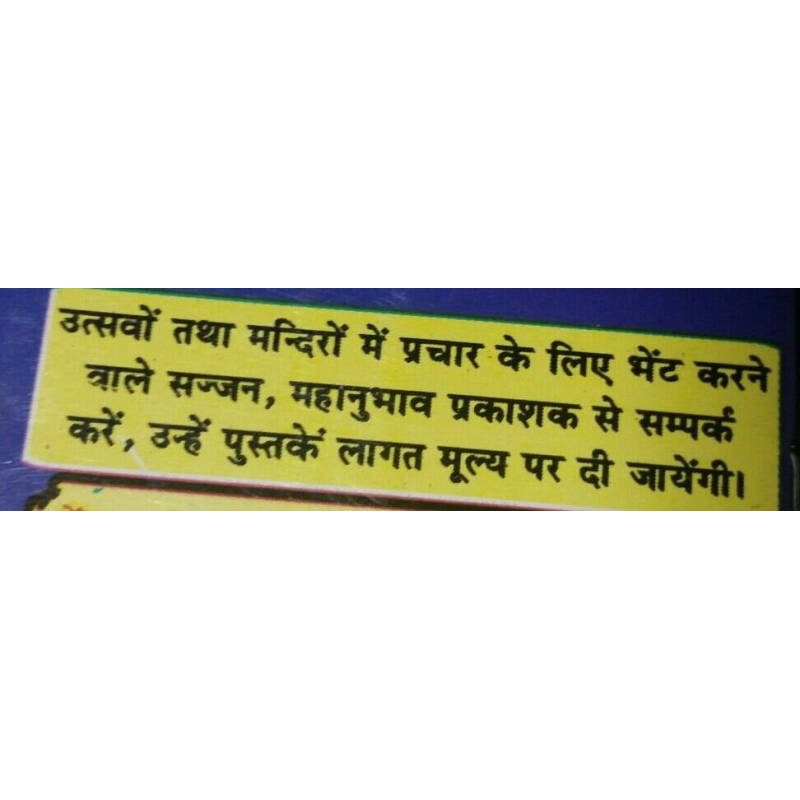 उत्सवों तथा मन्दिरों में प्रचार के लिए भेंट करने
वाले सज्जन, महानुभाव प्रकाशक से सम्पर्क
करें, उन्हें पुस्तकें लागत मूल्य पर दी जायेंगी।